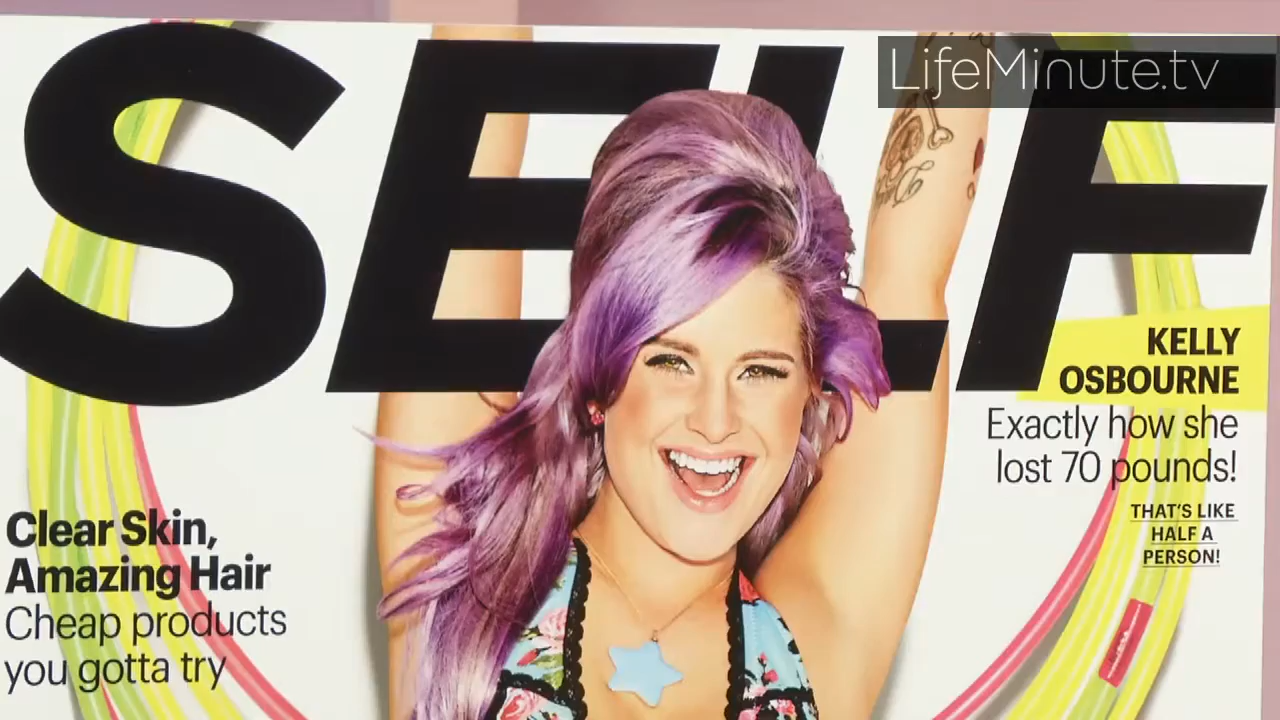 SELF
LifeMinute.tv
KELLY
OSBOURNE
Exactly how she
lost 70 pounds!
THAT'S LIKE
HALF A
PERSON!
Clear Skin,
Amazing Hair
Cheap products
you gotta try